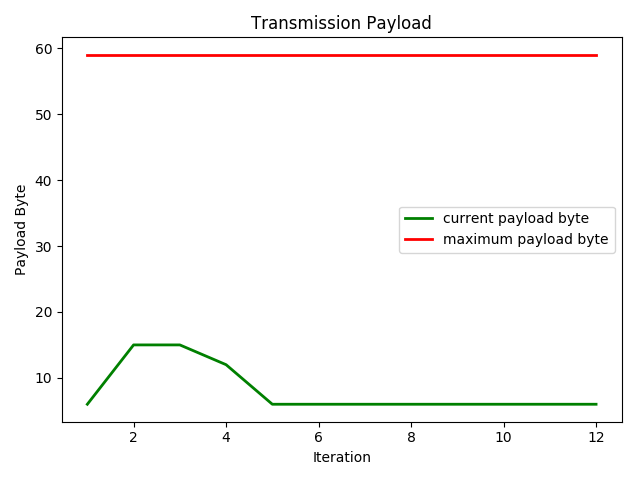 Transmission Payload
60
50
40
30
20
10
Payload Byte
current payload byte
maximum payload byte
2 4 6 8 10 12
Iteration